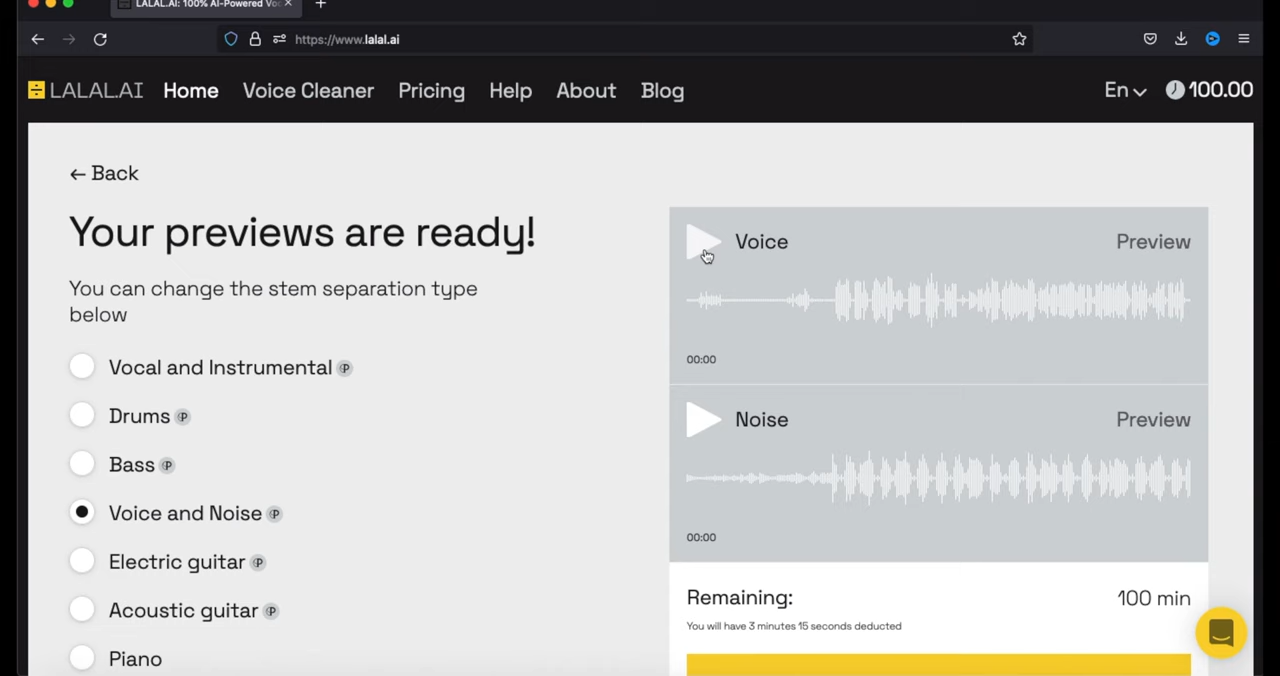 LALAL.AI: 100% AI-Powered Voc
https://www.lalal.ai
LALAL.AI Home Voice Cleaner Pricing Help About Blog En 100.00
← Back
Your previews are ready!
You can change the stem separation type
below
Vocal and Instrumental P
Drums P
Bass P
Voice and Noise P
Electric guitar P
Acoustic guitar P
Piano
Voice Preview
00:00
Noise Preview
00:00
Remaining: 100 min
You will have 3 minutes 15 seconds deducted